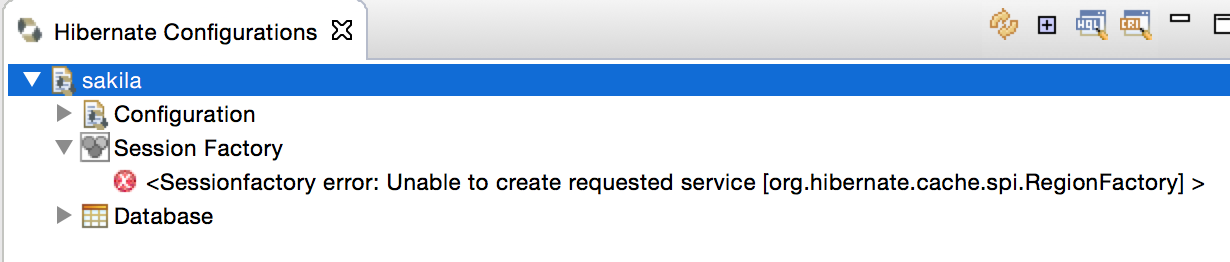 Hibernate Configurations
HQL CRI
sakila
Configuration
Session Factory
<Sessionfactory error: Unable to create requested service [org.hibernate.cache.spi.RegionFactory] >
Database